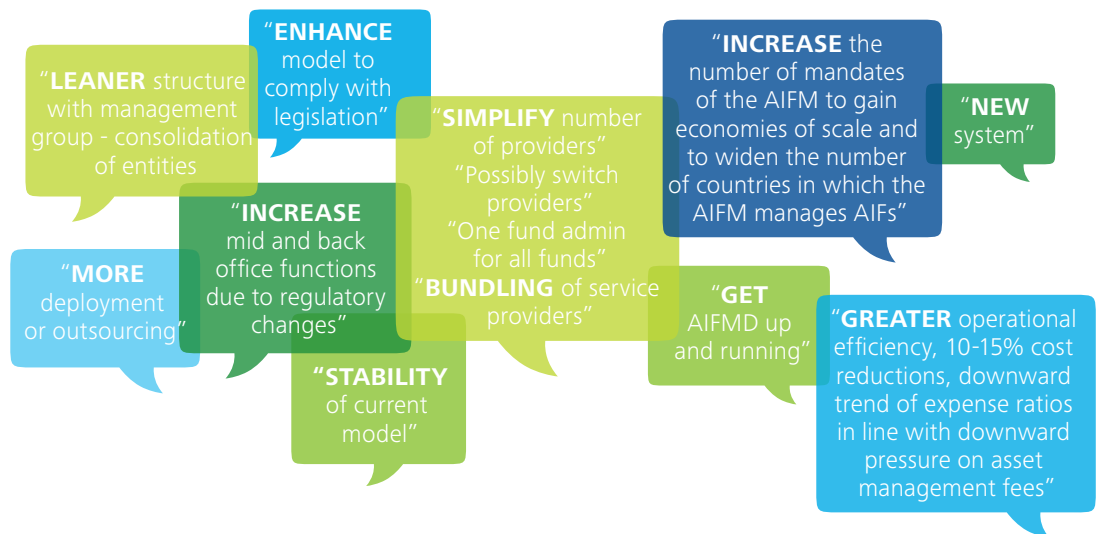 “LEANER structure
with management
group - consolidation
of entities
“ENHANCE
model to
comply with
legislation”
“SIMPLIFY number
of providers”
“Possibly switch
providers”
“One fund admin
for all funds”
“BUNDLING of service
providers”
“INCREASE the
number of mandates
of the AIFM to gain
economies of scale and
to widen the number
of countries in which the
AIFM manages AIFs”
“NEW
system”
“MORE
deployment
or outsourcing”
“INCREASE
mid and back
office functions
due to regulatory
changes”
“STABILITY
of current
model”
“GET
AIFMD up
and running”
“GREATER operational
efficiency, 10-15% cost
reductions, downward
trend of expense ratios
in line with downward
pressure on asset
management fees”